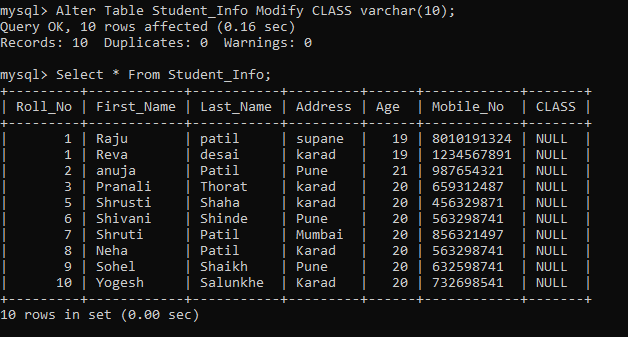 mysql> Alter Table Student_Info Modify CLASS varchar(10);
Query OK, 10 rows affected (0.16 sec)
Records: 10  Duplicates: 0  Warnings: 0

mysql> Select * From Student_Info;
+---------+------------+-----------+---------+------+------------+-------+
| Roll_No | First_Name | Last_Name | Address | Age  | Mobile_No  | CLASS |
+---------+------------+-----------+---------+------+------------+-------+
|       1 | Raju       | patil     | supane  |   19 | 8010191324 | NULL  |
|       1 | Reva       | desai     | karad   |   19 | 1234567891 | NULL  |
|       2 | anuja      | Patil     | Pune    |   21 | 987654321  | NULL  |
|       3 | Pranali    | Thorat    | karad   |   20 | 659312487  | NULL  |
|       5 | Shrusti    | Shaha     | karad   |   20 | 456329871  | NULL  |
|       6 | Shivani    | Shinde    | Pune    |   20 | 563298741  | NULL  |
|       7 | Shruti     | Patil     | Mumbai  |   20 | 856321497  | NULL  |
|       8 | Neha       | Patil     | Karad   |   20 | 563298741  | NULL  |
|       9 | Sohel      | Shaikh    | Pune    |   20 | 632598741  | NULL  |
|      10 | Yogesh     | Salunkhe  | Karad   |   20 | 732698541  | NULL  |
+---------+------------+-----------+---------+------+------------+-------+
10 rows in set (0.00 sec)